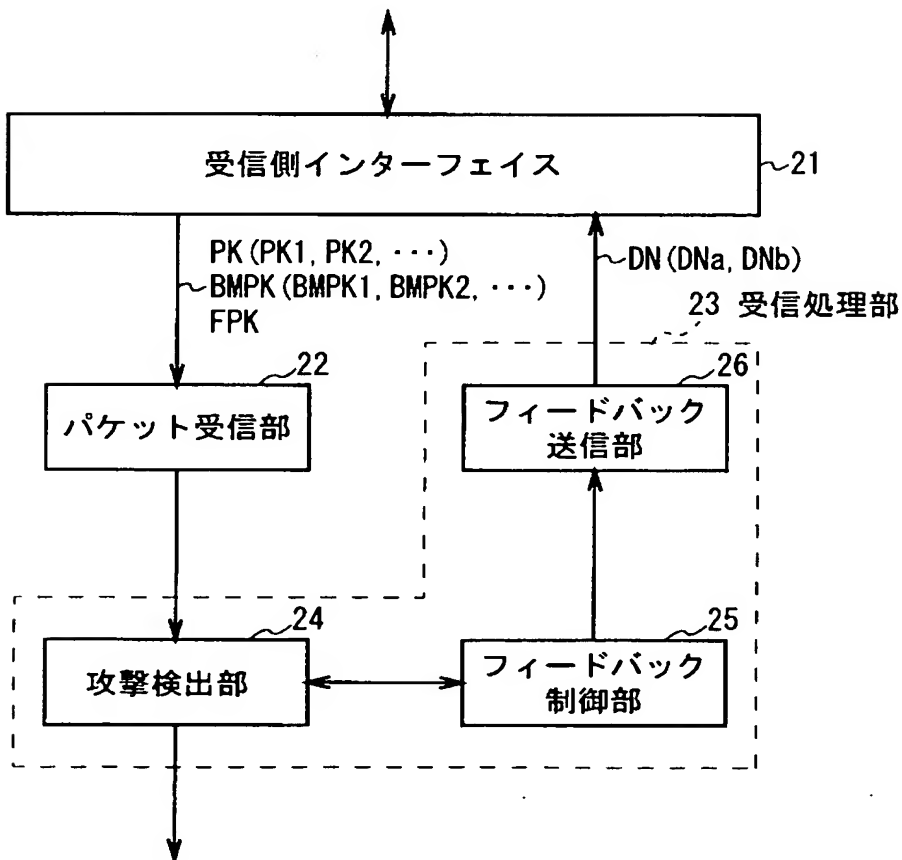 受信側インターフェイス
21
PK(PK1, PK2, ···)
BMPK(BMPK1, BMPK2, ···)
FPK
DN(DNa, DNb)
23 受信処理部
22
パケット受信部
26
フィードバック
送信部
24
攻撃検出部
25
フィードバック
制御部